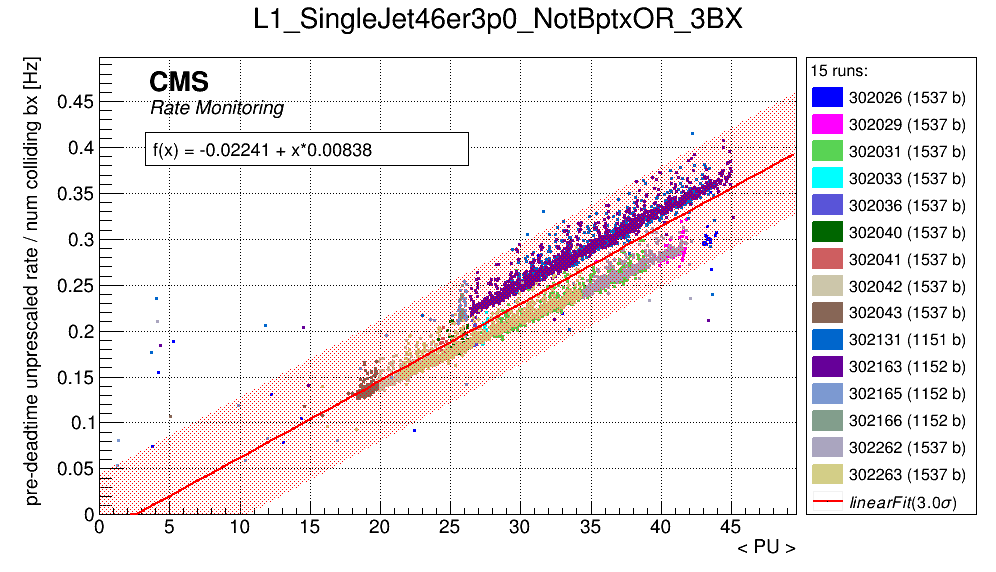 L1_SingleJet46er3p0_NotBptxOR_3BX
pre-deadtime unprescaled rate / num colliding bx [Hz]
CMS
Rate Monitoring
f(x) = -0.02241 + x*0.00838
0.45
0.4
0.35
0.3
0.25
0.2
0.15
0.1
0.05
0
0 5 10 15 20 25 30 35 40 45
< PU >
15 runs:
302026 (1537 b)
302029 (1537 b)
302031 (1537 b)
302033 (1537 b)
302036 (1537 b)
302040 (1537 b)
302041 (1537 b)
302042 (1537 b)
302043 (1537 b)
302131 (1151 b)
302163 (1152 b)
302165 (1152 b)
302166 (1152 b)
302262 (1537 b)
302263 (1537 b)
linearFit(3.0σ)